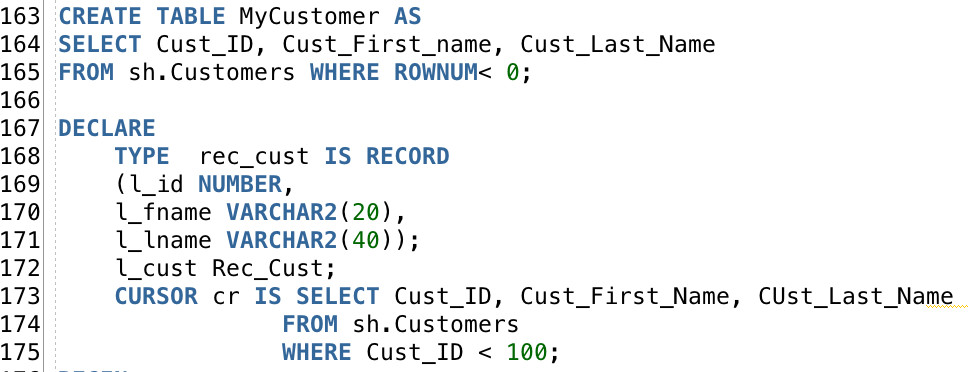 163 CREATE TABLE MyCustomer AS
164 SELECT Cust_ID, Cust_First_name, Cust_Last_Name
165 FROM sh.Customers WHERE ROWNUM< 0;
166
167 DECLARE
168 TYPE  rec_cust IS RECORD
169 (l_id NUMBER,
170 l_fname VARCHAR2(20),
171 l_lname VARCHAR2(40));
172 l_cust Rec_Cust;
173 CURSOR cr IS SELECT Cust_ID, Cust_First_Name, CUst_Last_Name
174 FROM sh.Customers
175 WHERE Cust_ID < 100;